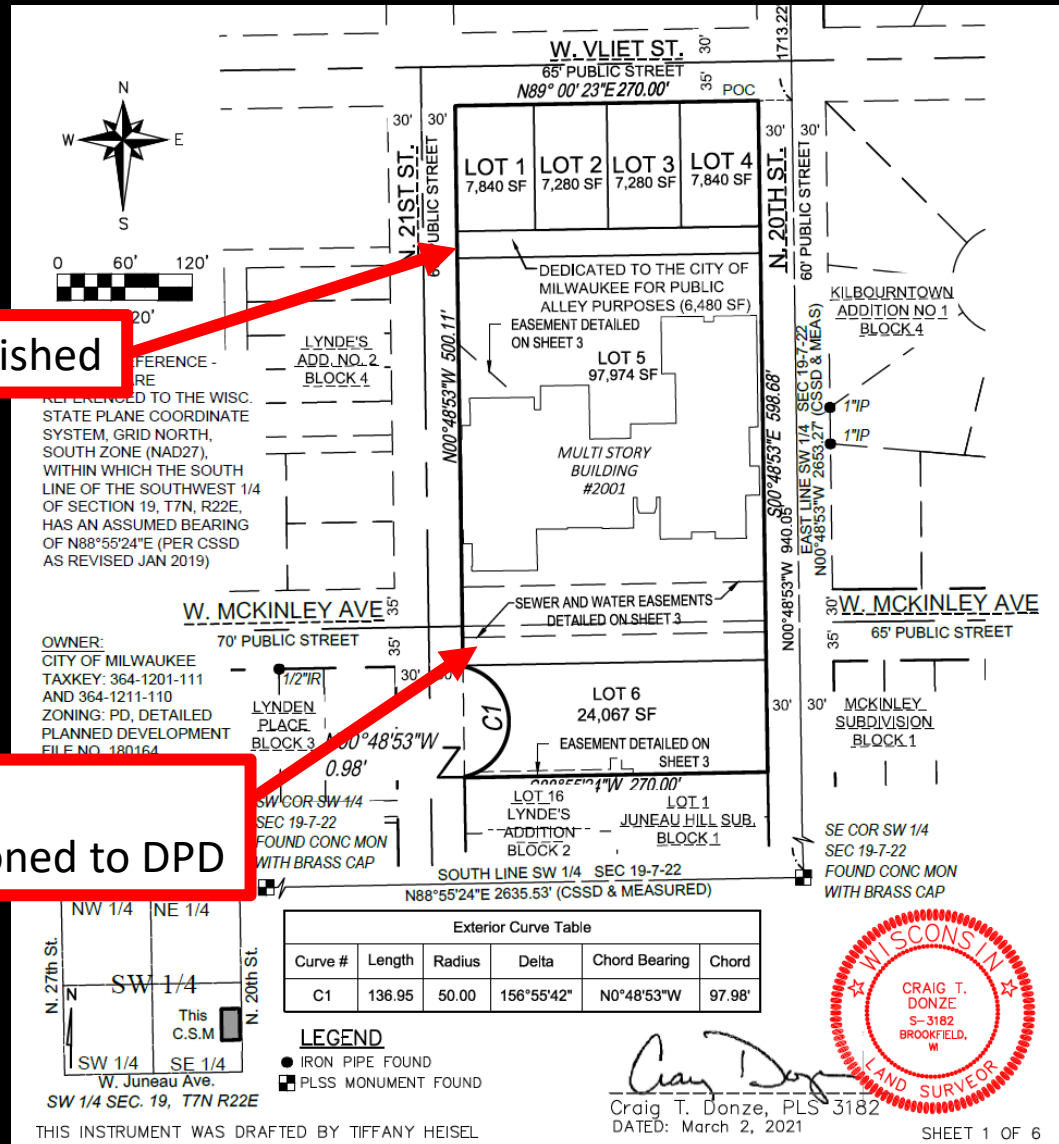 W. VLIET ST.
65' PUBLIC STREET
N89° 00' 23"E 270.00'
30'
35'
1713.22'
POC
N
W
E
S
0 60' 120'
20'
30' 30'
N. 21ST ST.
PUBLIC STREET
LOT 1
7,840 SF
LOT 2
7,280 SF
LOT 3
7,280 SF
LOT 4
7,840 SF
30' 30'
N. 20TH ST.
60' PUBLIC STREET
DEDICATED TO THE CITY OF
MILWAUKEE FOR PUBLIC
ALLEY PURPOSES (6,480 SF)
EASEMENT DETAILED
ON SHEET 3
LOT 5
97,974 SF
KILBOURNTOWN
ADDITION NO 1
BLOCK 4
ished
LYNDE'S
ADD. NO. 2
BLOCK 4
N00°48'53"W 500.11'
S00°48'53"E 598.68'
EAST LINE SW 1/4 SEC 19-7-22
N00°48'53"W 2653.27' (CSSD & MEAS)
N00°48'53"W 940.05'
1"IP
1"IP
EFERENCE -
ARE
REFERENCED TO THE WISC.
STATE PLANE COORDINATE
SYSTEM, GRID NORTH,
SOUTH ZONE (NAD27),
WITHIN WHICH THE SOUTH
LINE OF THE SOUTHWEST 1/4
OF SECTION 19, T7N, R22E,
HAS AN ASSUMED BEARING
OF N88°55'24"E (PER CSSD
AS REVISED JAN 2019)
MULTI STORY
BUILDING
#2001
SEWER AND WATER EASEMENTS
DETAILED ON SHEET 3
W. MCKINLEY AVE
70' PUBLIC STREET
35'
35'
W. MCKINLEY AVE
65' PUBLIC STREET
30'
35'
OWNER:
CITY OF MILWAUKEE
TAXKEY: 364-1201-111
AND 364-1211-110
ZONING: PD, DETAILED
PLANNED DEVELOPMENT
FILE NO. 180164
1/2"IR
30'
LYNDEN
PLACE
BLOCK 3
N00°48'53"W
0.98'
C1
LOT 6
24,067 SF
EASEMENT DETAILED ON
SHEET 3
30' 30'
MCKINLEY
SUBDIVISION
BLOCK 1
oned to DPD
270.00'
LOT 16
LYNDE'S
ADDITION
BLOCK 2
LOT 1
JUNEAU HILL SUB.
BLOCK 1
SW COR SW 1/4
SEC 19-7-22
FOUND CONC MON
WITH BRASS CAP
SE COR SW 1/4
SEC 19-7-22
FOUND CONC MON
WITH BRASS CAP
SOUTH LINE SW 1/4 SEC 19-7-22
N88°55'24"E 2635.53' (CSSD & MEASURED)
NW 1/4 NE 1/4
SW 1/4
N. 27th St.
N. 20th St.
N
This
C.S.M
SW 1/4 SE 1/4
W. Juneau Ave.
SW 1/4 SEC. 19, T7N R22E
Exterior Curve Table
Curve # Length Radius Delta Chord Bearing Chord
C1 136.95 50.00 156°55'42" N0°48'53"W 97.98'
LEGEND
IRON PIPE FOUND
PLSS MONUMENT FOUND
WISCONSIN
CRAIG T.
DONZE
S-3182
BROOKFIELD,
WI
LAND SURVEYOR
Craig T. Donze, PLS 3182
DATED: March 2, 2021
THIS INSTRUMENT WAS DRAFTED BY TIFFANY HEISEL
SHEET 1 OF 6